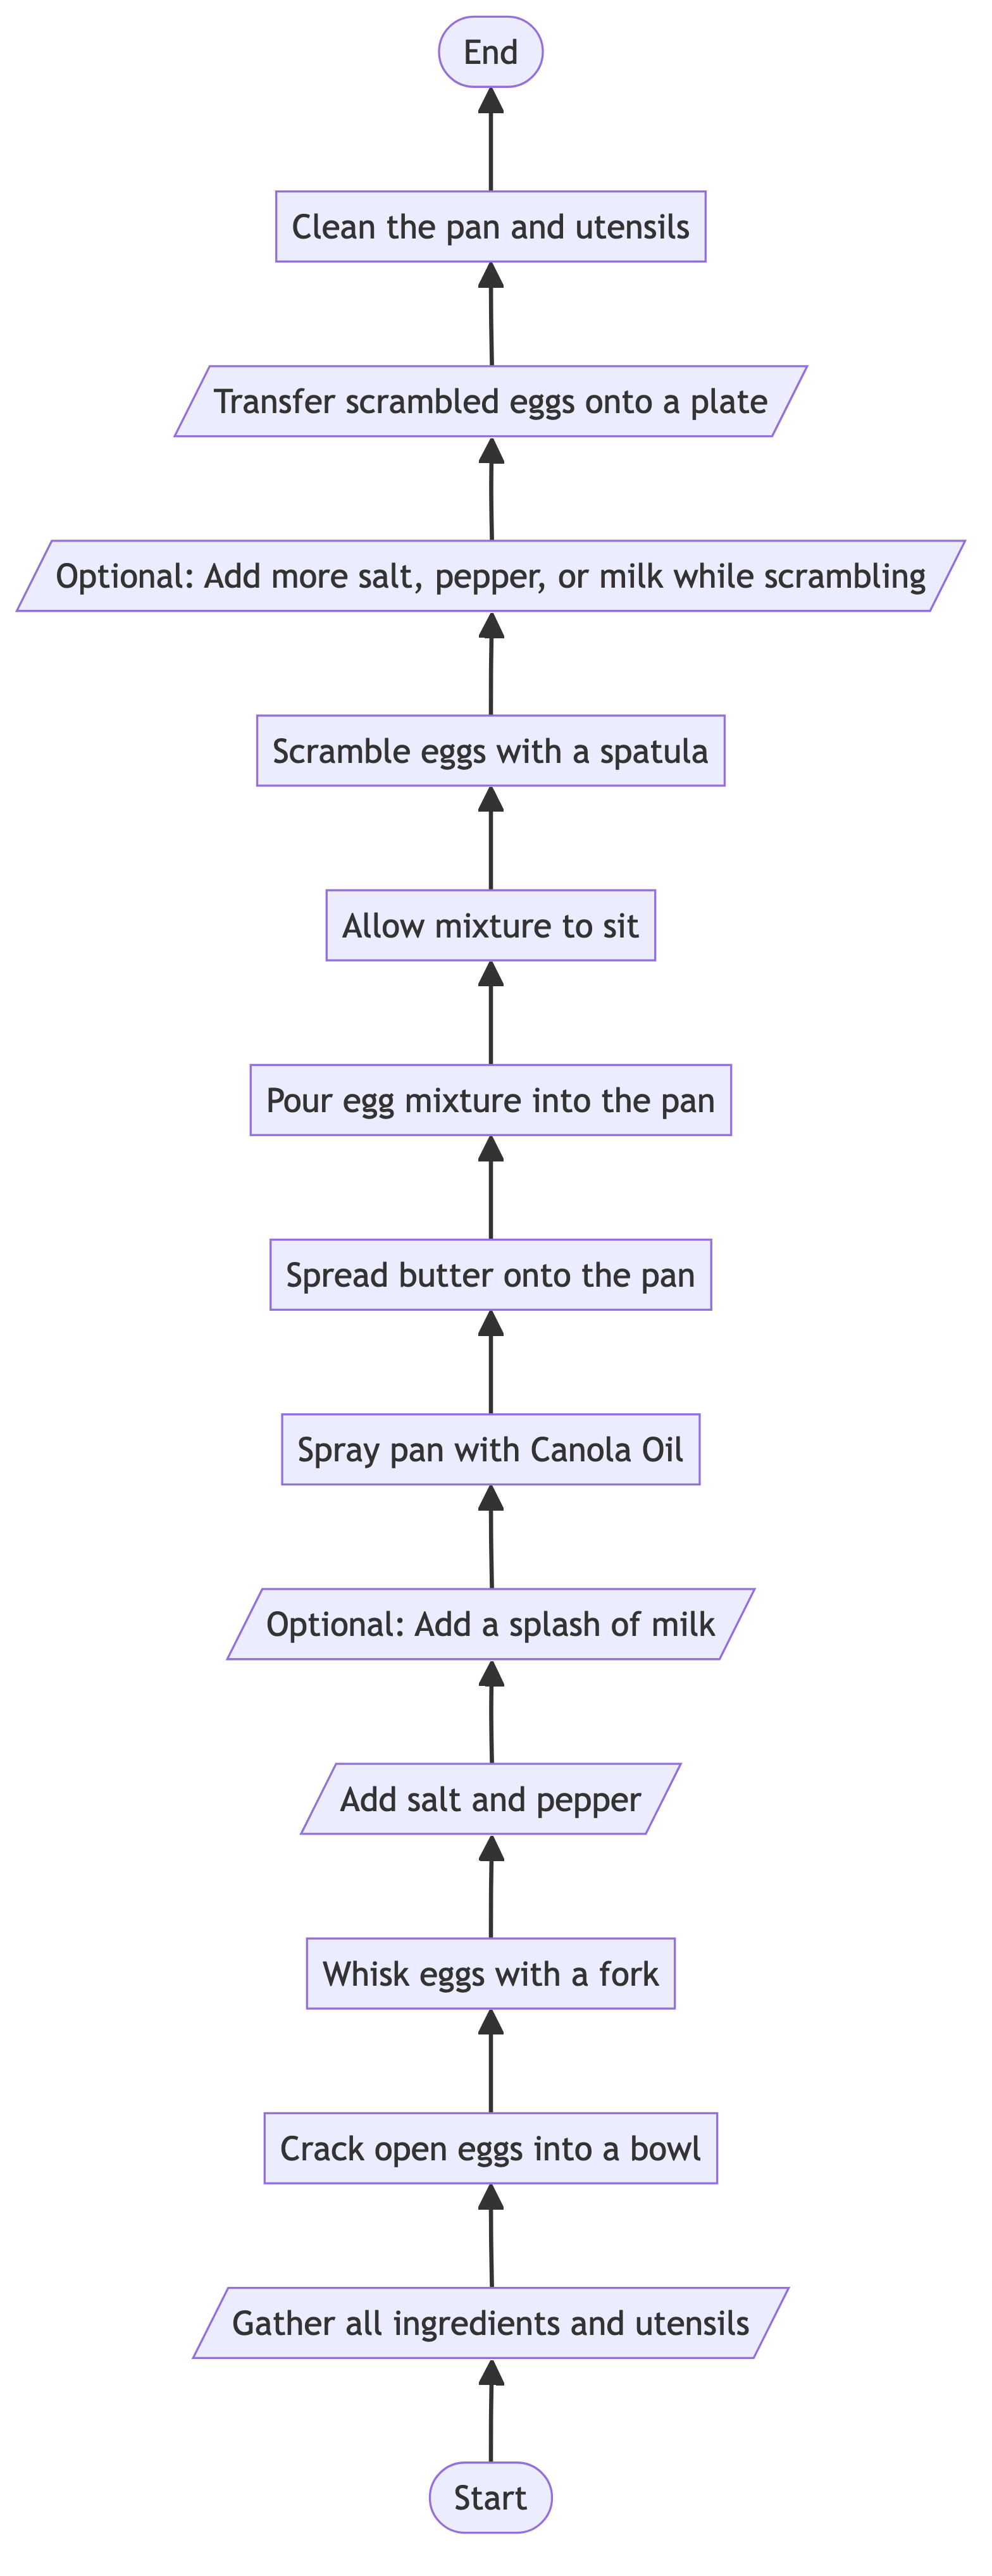 End
Clean the pan and utensils
Transfer scrambled eggs onto a plate
Optional: Add more salt, pepper, or milk while scrambling
Scramble eggs with a spatula
Allow mixture to sit
Pour egg mixture into the pan
Spread butter onto the pan
Spray pan with Canola Oil
Optional: Add a splash of milk
Add salt and pepper
Whisk eggs with a fork
Crack open eggs into a bowl
Gather all ingredients and utensils
Start